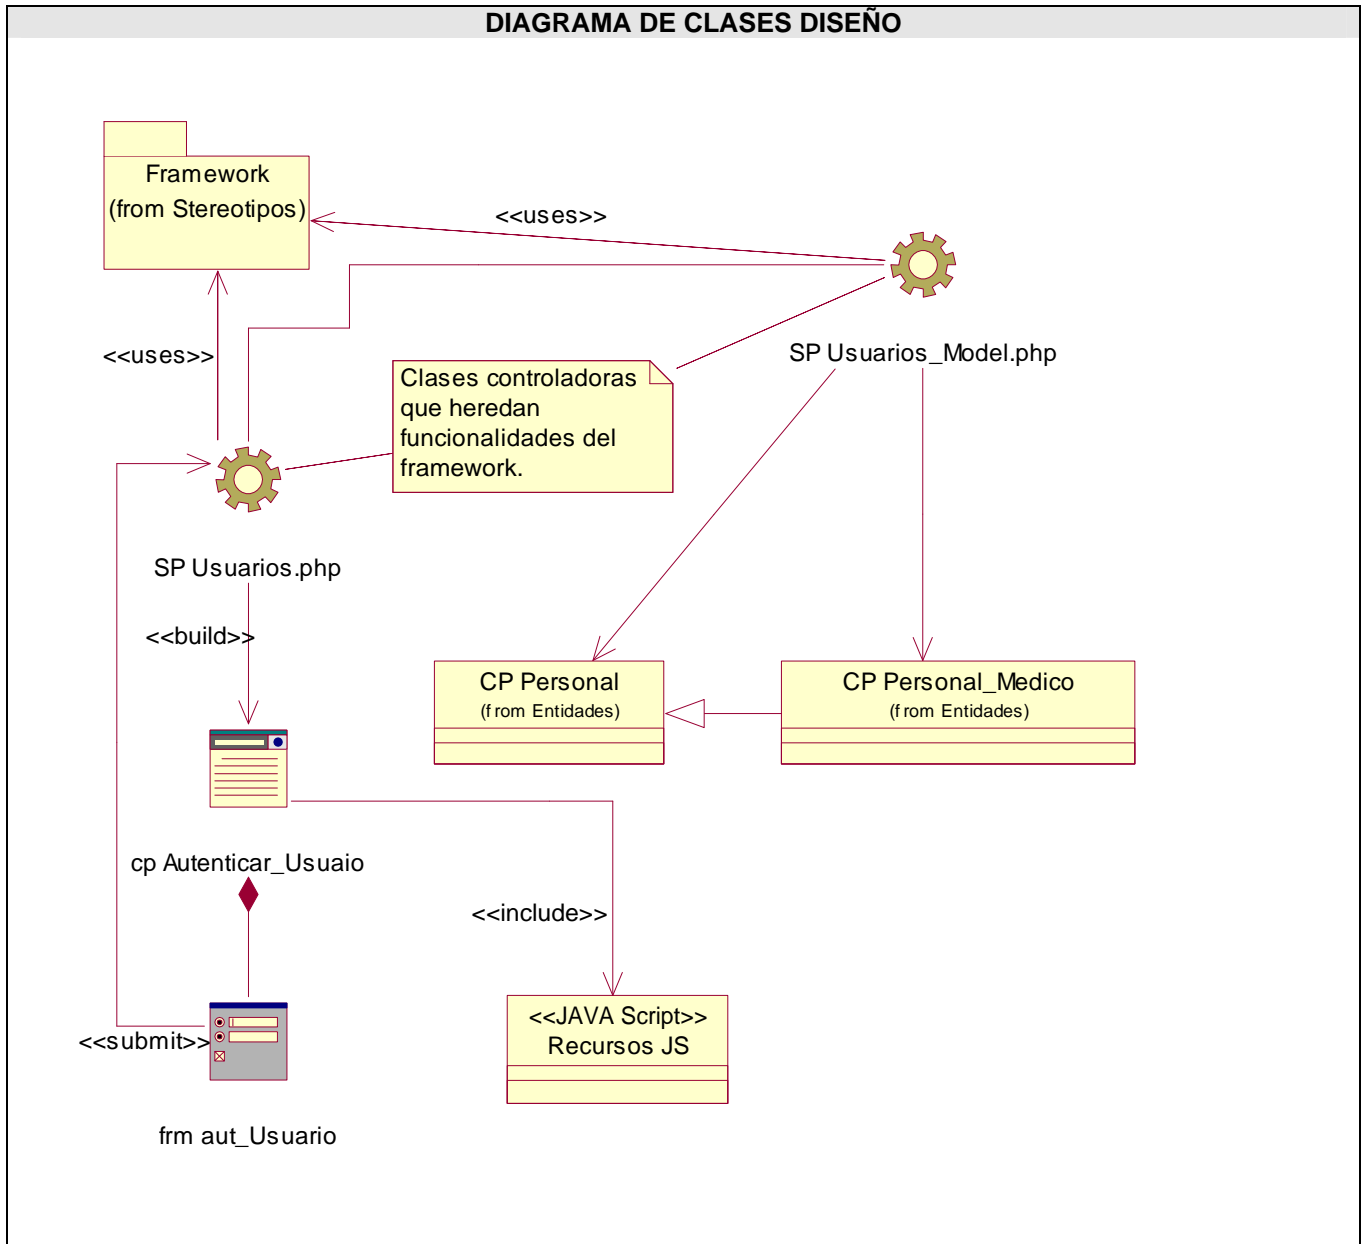 DIAGRAMA DE CLASES DISEÑO
Framework
(from Stereotipos)
<<uses>>
<<uses>>
SP Usuarios_Model.php
Clases controladoras
que heredan
funcionalidades del
framework.
SP Usuarios.php
<<build>>
CP Personal
(from Entidades)
CP Personal_Medico
(from Entidades)
cp Autenticar_Usuaio
<<include>>
<<JAVA Script>>
Recursos JS
<<submit>>
frm aut_Usuario